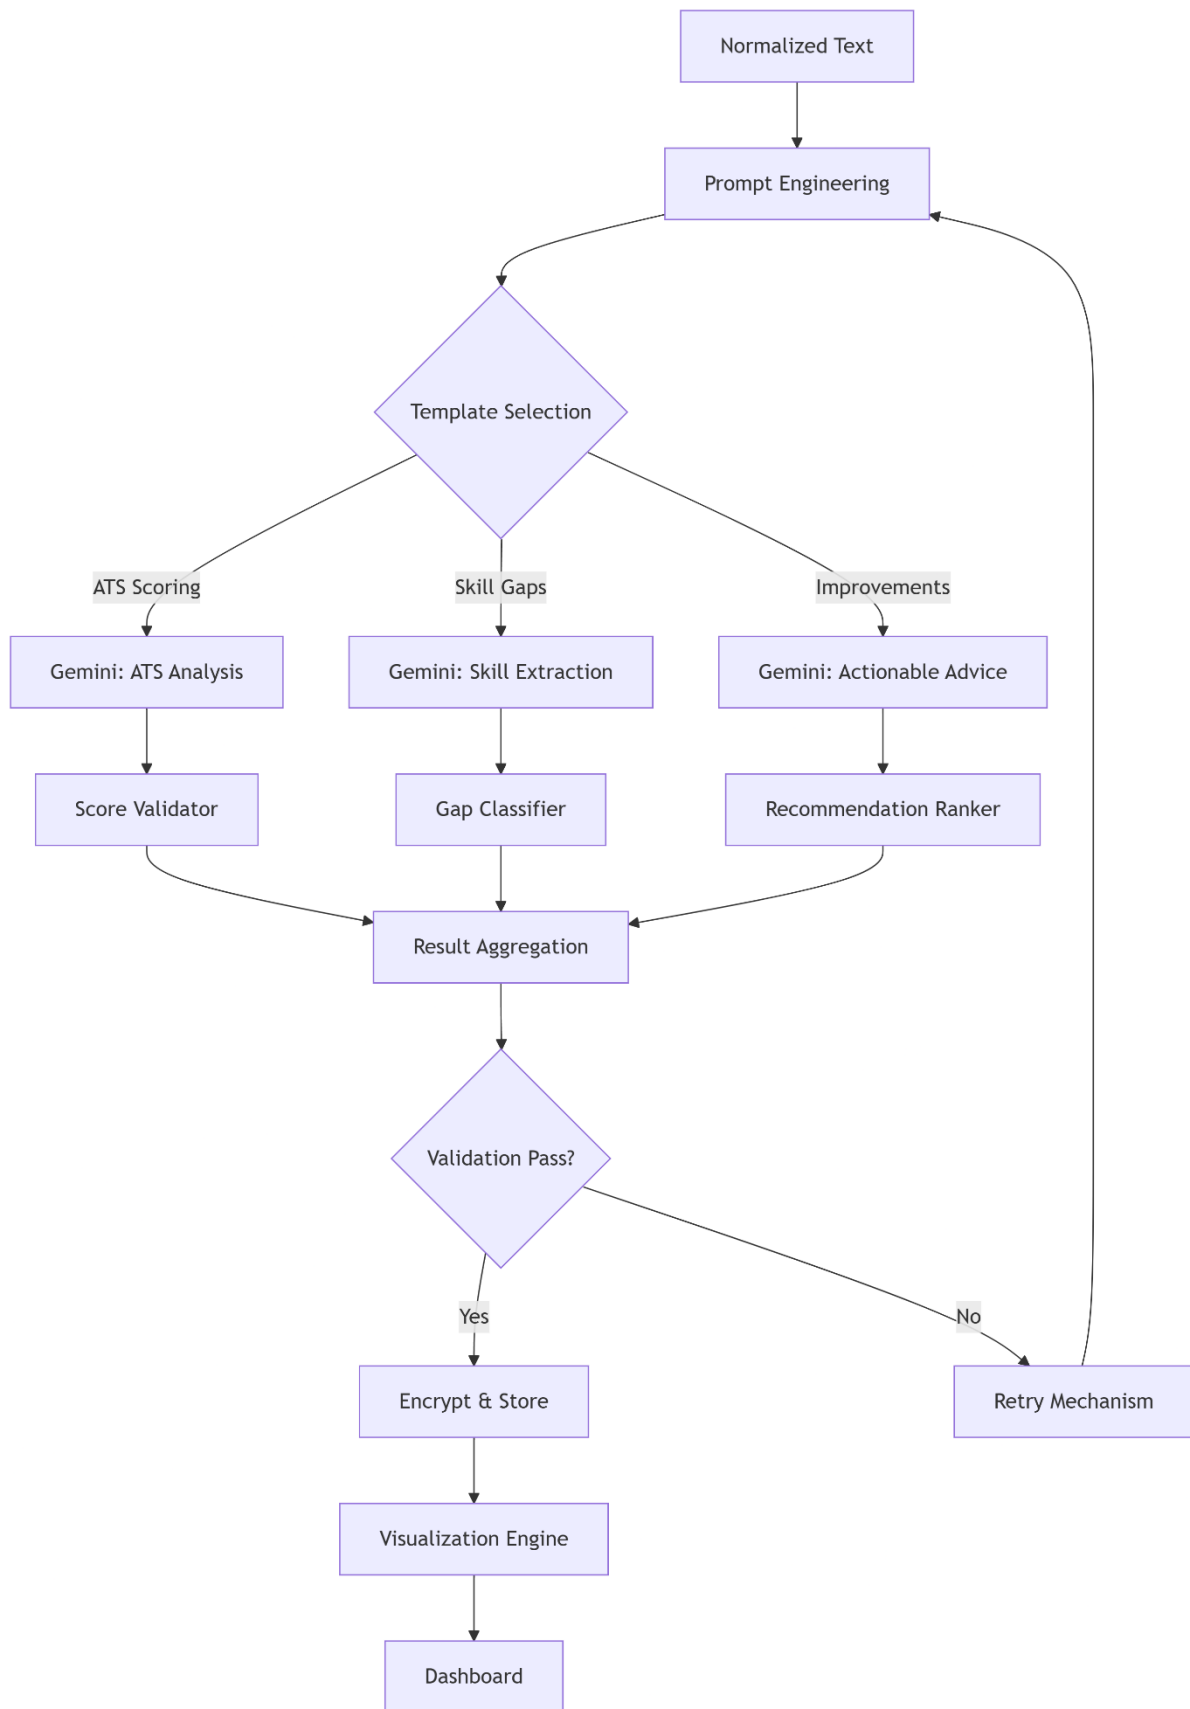 Normalized Text
Prompt Engineering
Template Selection
ATS Scoring
Skill Gaps
Improvements
Gemini: ATS Analysis
Gemini: Skill Extraction
Gemini: Actionable Advice
Score Validator
Gap Classifier
Recommendation Ranker
Result Aggregation
Validation Pass?
Yes
No
Encrypt & Store
Retry Mechanism
Visualization Engine
Dashboard